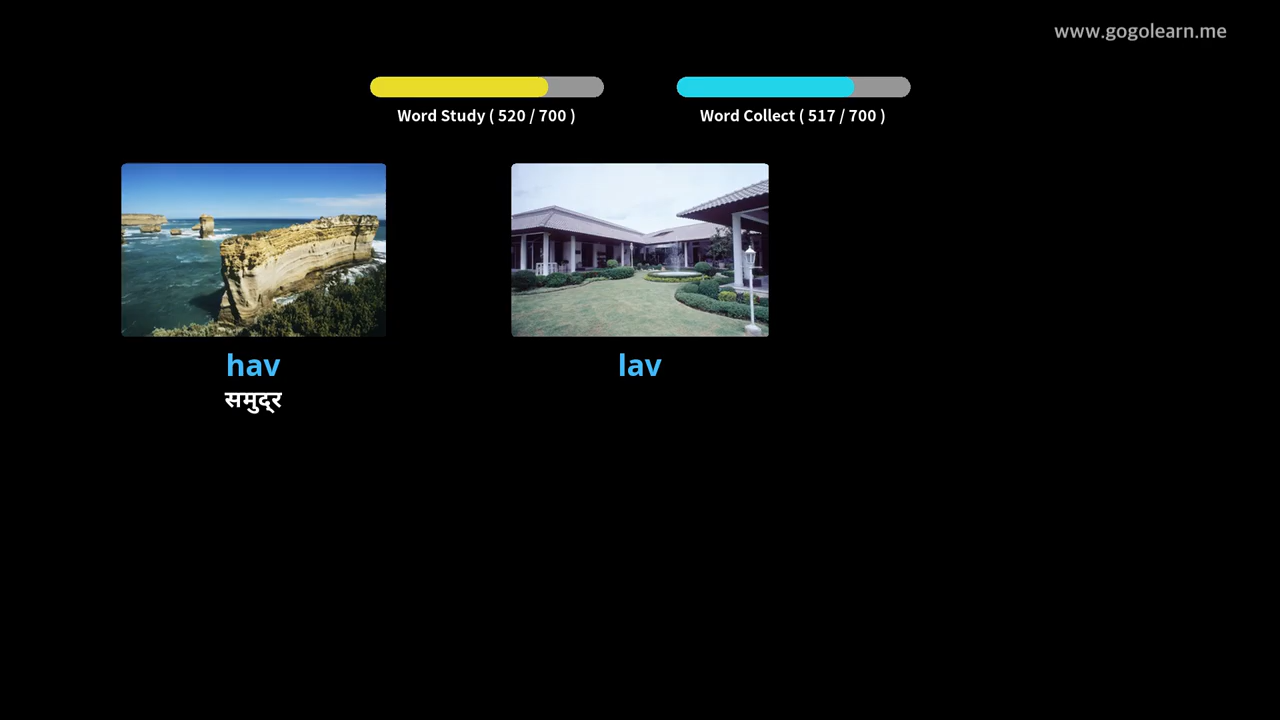 www.gogolearn.me
Word Study ( 520 / 700 )
Word Collect ( 517 / 700 )
hav
lav
समुद्र